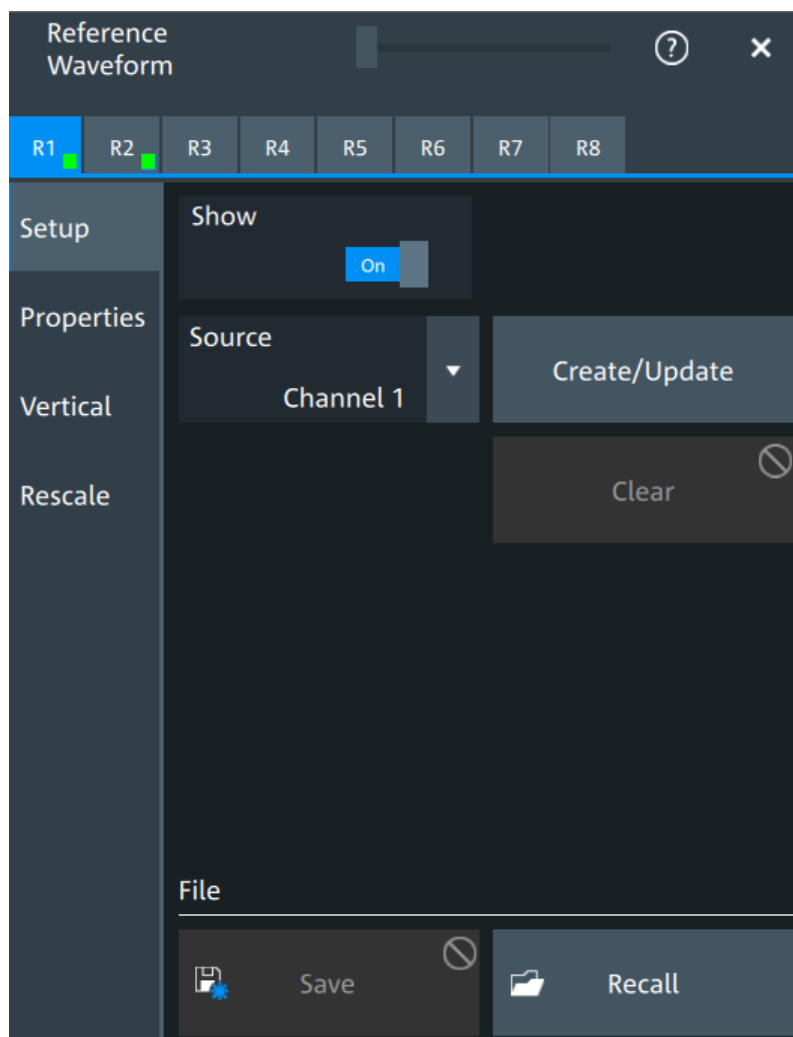 Reference
Waveform
?
R1 R2 R3 R4 R5 R6 R7 R8
Setup
Show
On
Properties
Source
Channel 1
Create/Update
Vertical
Clear
Rescale
File
Save
Recall